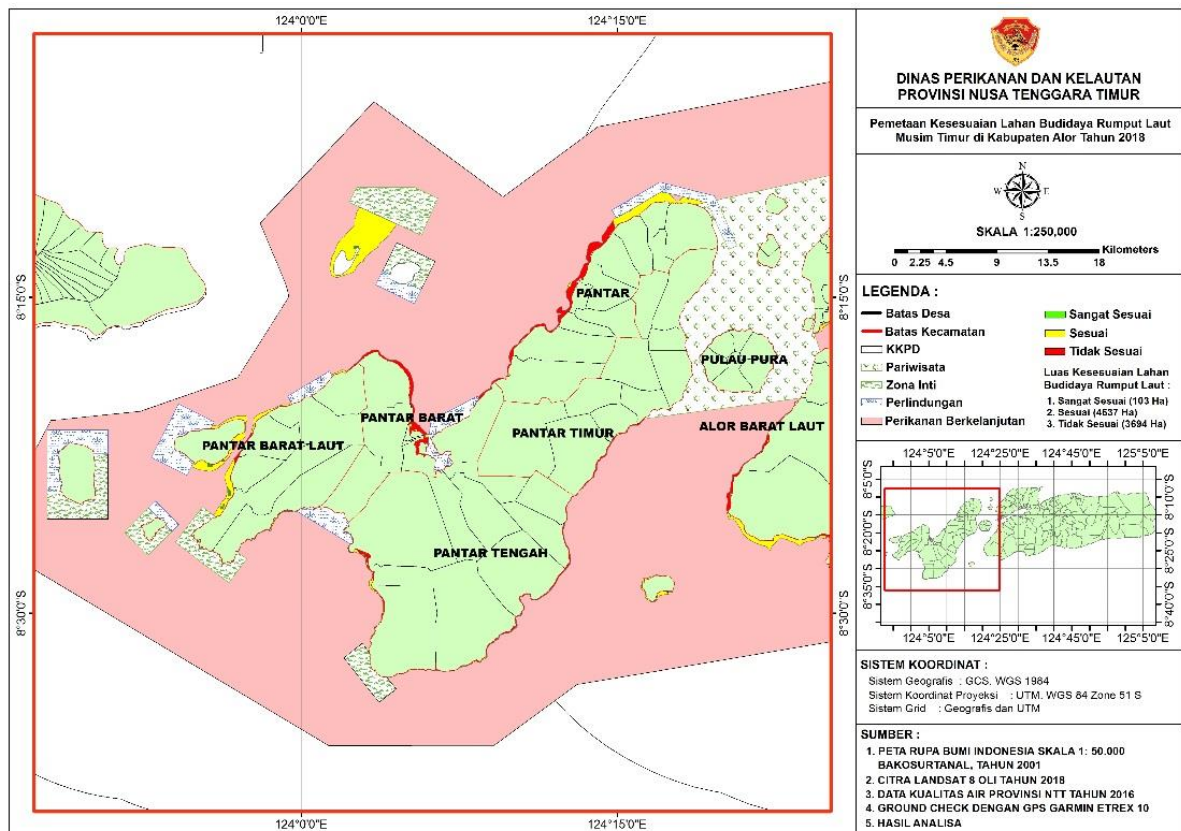 124°0'0"E
124°15'0"E
8°15'0"S
8°15'0"S
8°30'0"S
8°30'0"S
124°0'0"E
124°15'0"E
PANTAR
PULAU PURA
PANTAR BARAT
PANTAR BARAT LAUT
PANTAR TIMUR
ALOR BARAT LAUT
PANTAR TENGAH
DINAS PERIKANAN DAN KELAUTAN
PROVINSI NUSA TENGGARA TIMUR
Pemetaan Kesesuaian Lahan Budidaya Rumput Laut
Musim Timur di Kabupaten Alor Tahun 2018
N
W E
S
SKALA 1:250,000
Kilometers
0 2.25 4.5 9 13.5 18
LEGENDA :
Batas Desa
Batas Kecamatan
KKPD
Pariwisata
Zona Inti
Perlindungan
Perikanan Berkelanjutan
Sangat Sesuai
Sesuai
Tidak Sesuai
Luas Kesesuaian Lahan
Budidaya Rumput Laut :
1. Sangat Sesuai (103 Ha)
2. Sesuai (4637 Ha)
3. Tidak Sesuai (3694 Ha)
124°5'0"E 124°25'0"E 124°45'0"E 125°5'0"E
8°5'0"S
8°20'0"S
8°35'0"S
8°10'0"S
8°25'0"S
8°40'0"S
124°5'0"E 124°25'0"E 124°45'0"E 125°5'0"E
SISTEM KOORDINAT :
Sistem Geografis : GCS. WGS 1984
Sistem Koordinat Proyeksi : UTM. WGS 84 Zone 51 S
Sistem Grid : Geografis dan UTM
SUMBER :
1. PETA RUPA BUMI INDONESIA SKALA 1: 50.000
BAKOSURTANAL, TAHUN 2001
2. CITRA LANDSAT 8 OLI TAHUN 2018
3. DATA KUALITAS AIR PROVINSI NTT TAHUN 2016
4. GROUND CHECK DENGAN GPS GARMIN ETREX 10
5. HASIL ANALISA